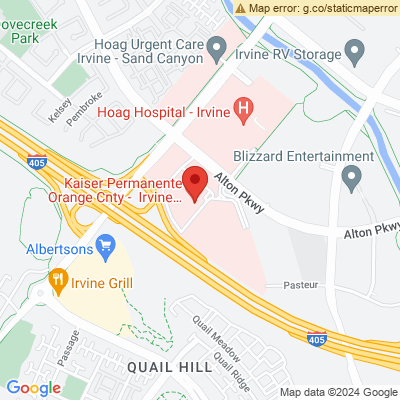 Map error: g.co/staticmaperror
Dovecreek
Park
Hoag Urgent Care
Irvine - Sand Canyon
Irvine RV Storage
Kelsey
Pembroke
Hoag Hospital - Irvine
H
405
Blizzard Entertainment
Alton Pkwy
Kaiser Permanente
Orange Cnty - Irvine...
Alton Pkwy
Albertsons
Irvine Grill
Pasteur
Quail Meadow
405
Passage
QUAIL HILL
Quail Ridge
Google
Map data ©2024 Google